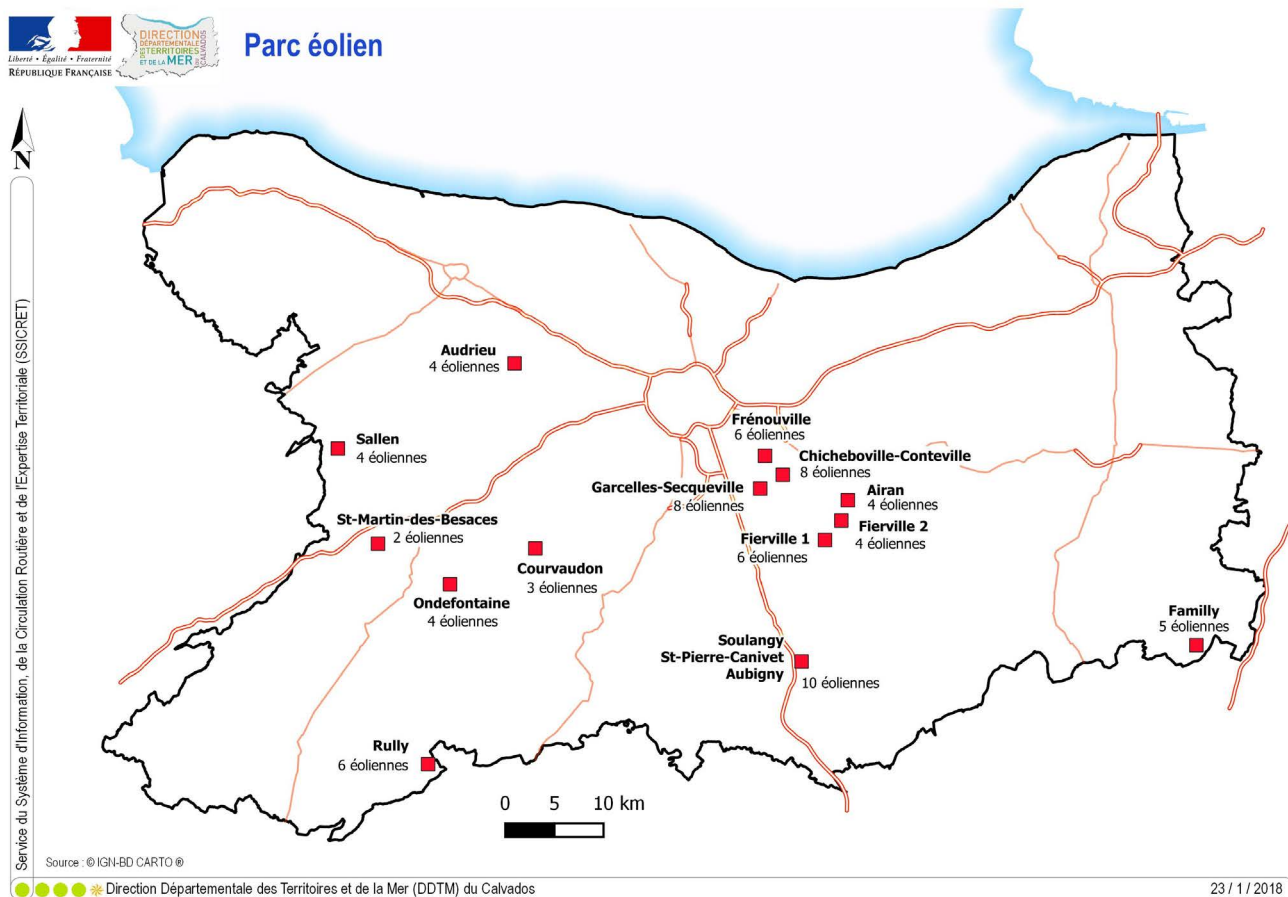 Liberté • Égalité • Fraternité
RÉPUBLIQUE FRANÇAISE
DIRECTION
DÉPARTEMENTALE
DES TERRITOIRES
ET DE LA MER
DU CALVADOS
Parc éolien
N
Service du Système d'Information, de la Circulation Routière et de l'Expertise Territoriale (SSICRET)
Audrieu
4 éoliennes
Sallen
4 éoliennes
Frénouville
6 éoliennes
Chicheboville-Conteville
8 éoliennes
Garcelles-Secqueville
8 éoliennes
Airan
4 éoliennes
Fierville 2
4 éoliennes
Fierville 1
6 éoliennes
St-Martin-des-Besaces
2 éoliennes
Courvaudon
3 éoliennes
Ondefontaine
4 éoliennes
Familly
5 éoliennes
Soulangy
St-Pierre-Canivet
Aubigny
10 éoliennes
Rully
6 éoliennes
0 5 10 km
Source : © IGN-BD CARTO ®
Direction Départementale des Territoires et de la Mer (DDTM) du Calvados
23 / 1 / 2018